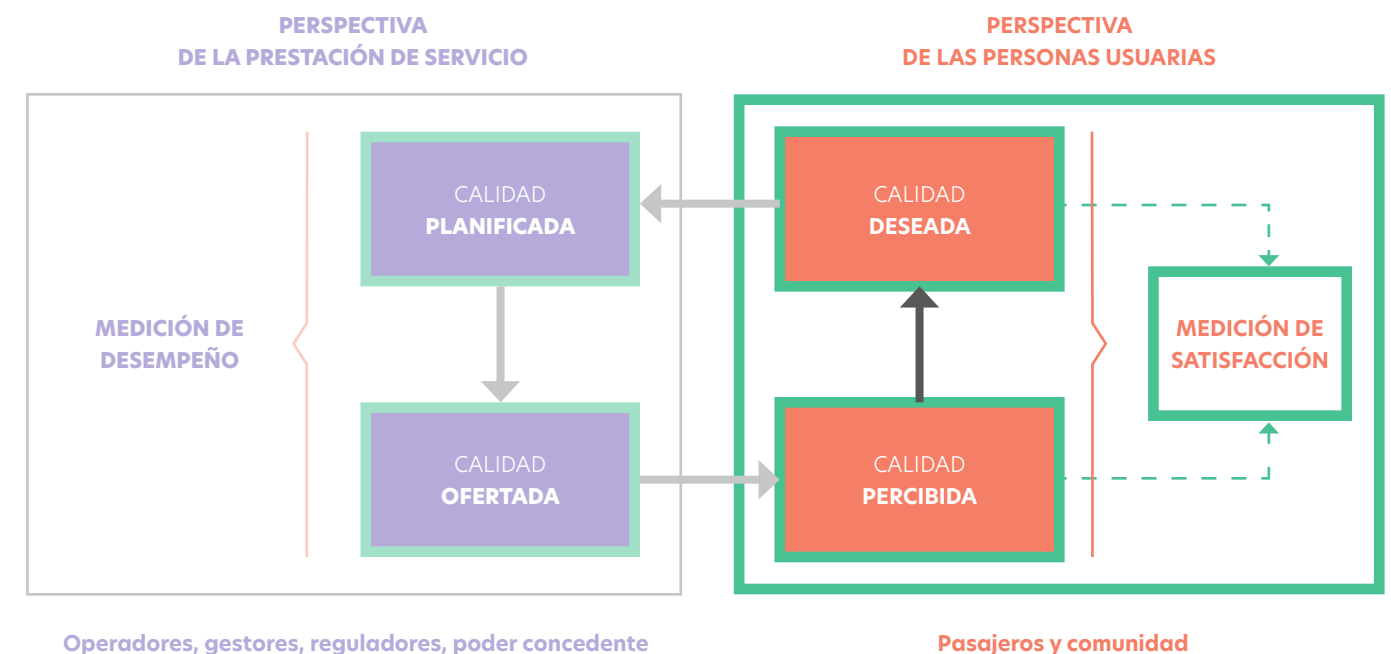 PERSPECTIVA
DE LA PRESTACIÓN DE SERVICIO
PERSPECTIVA
DE LAS PERSONAS USUARIAS
MEDICIÓN DE
DESEMPEÑO
CALIDAD
PLANIFICADA
CALIDAD
OFERTADA
CALIDAD
DESEADA
CALIDAD
PERCIBIDA
MEDICIÓN DE
SATISFACCIÓN
Operadores, gestores, reguladores, poder concedente
Pasajeros y comunidad